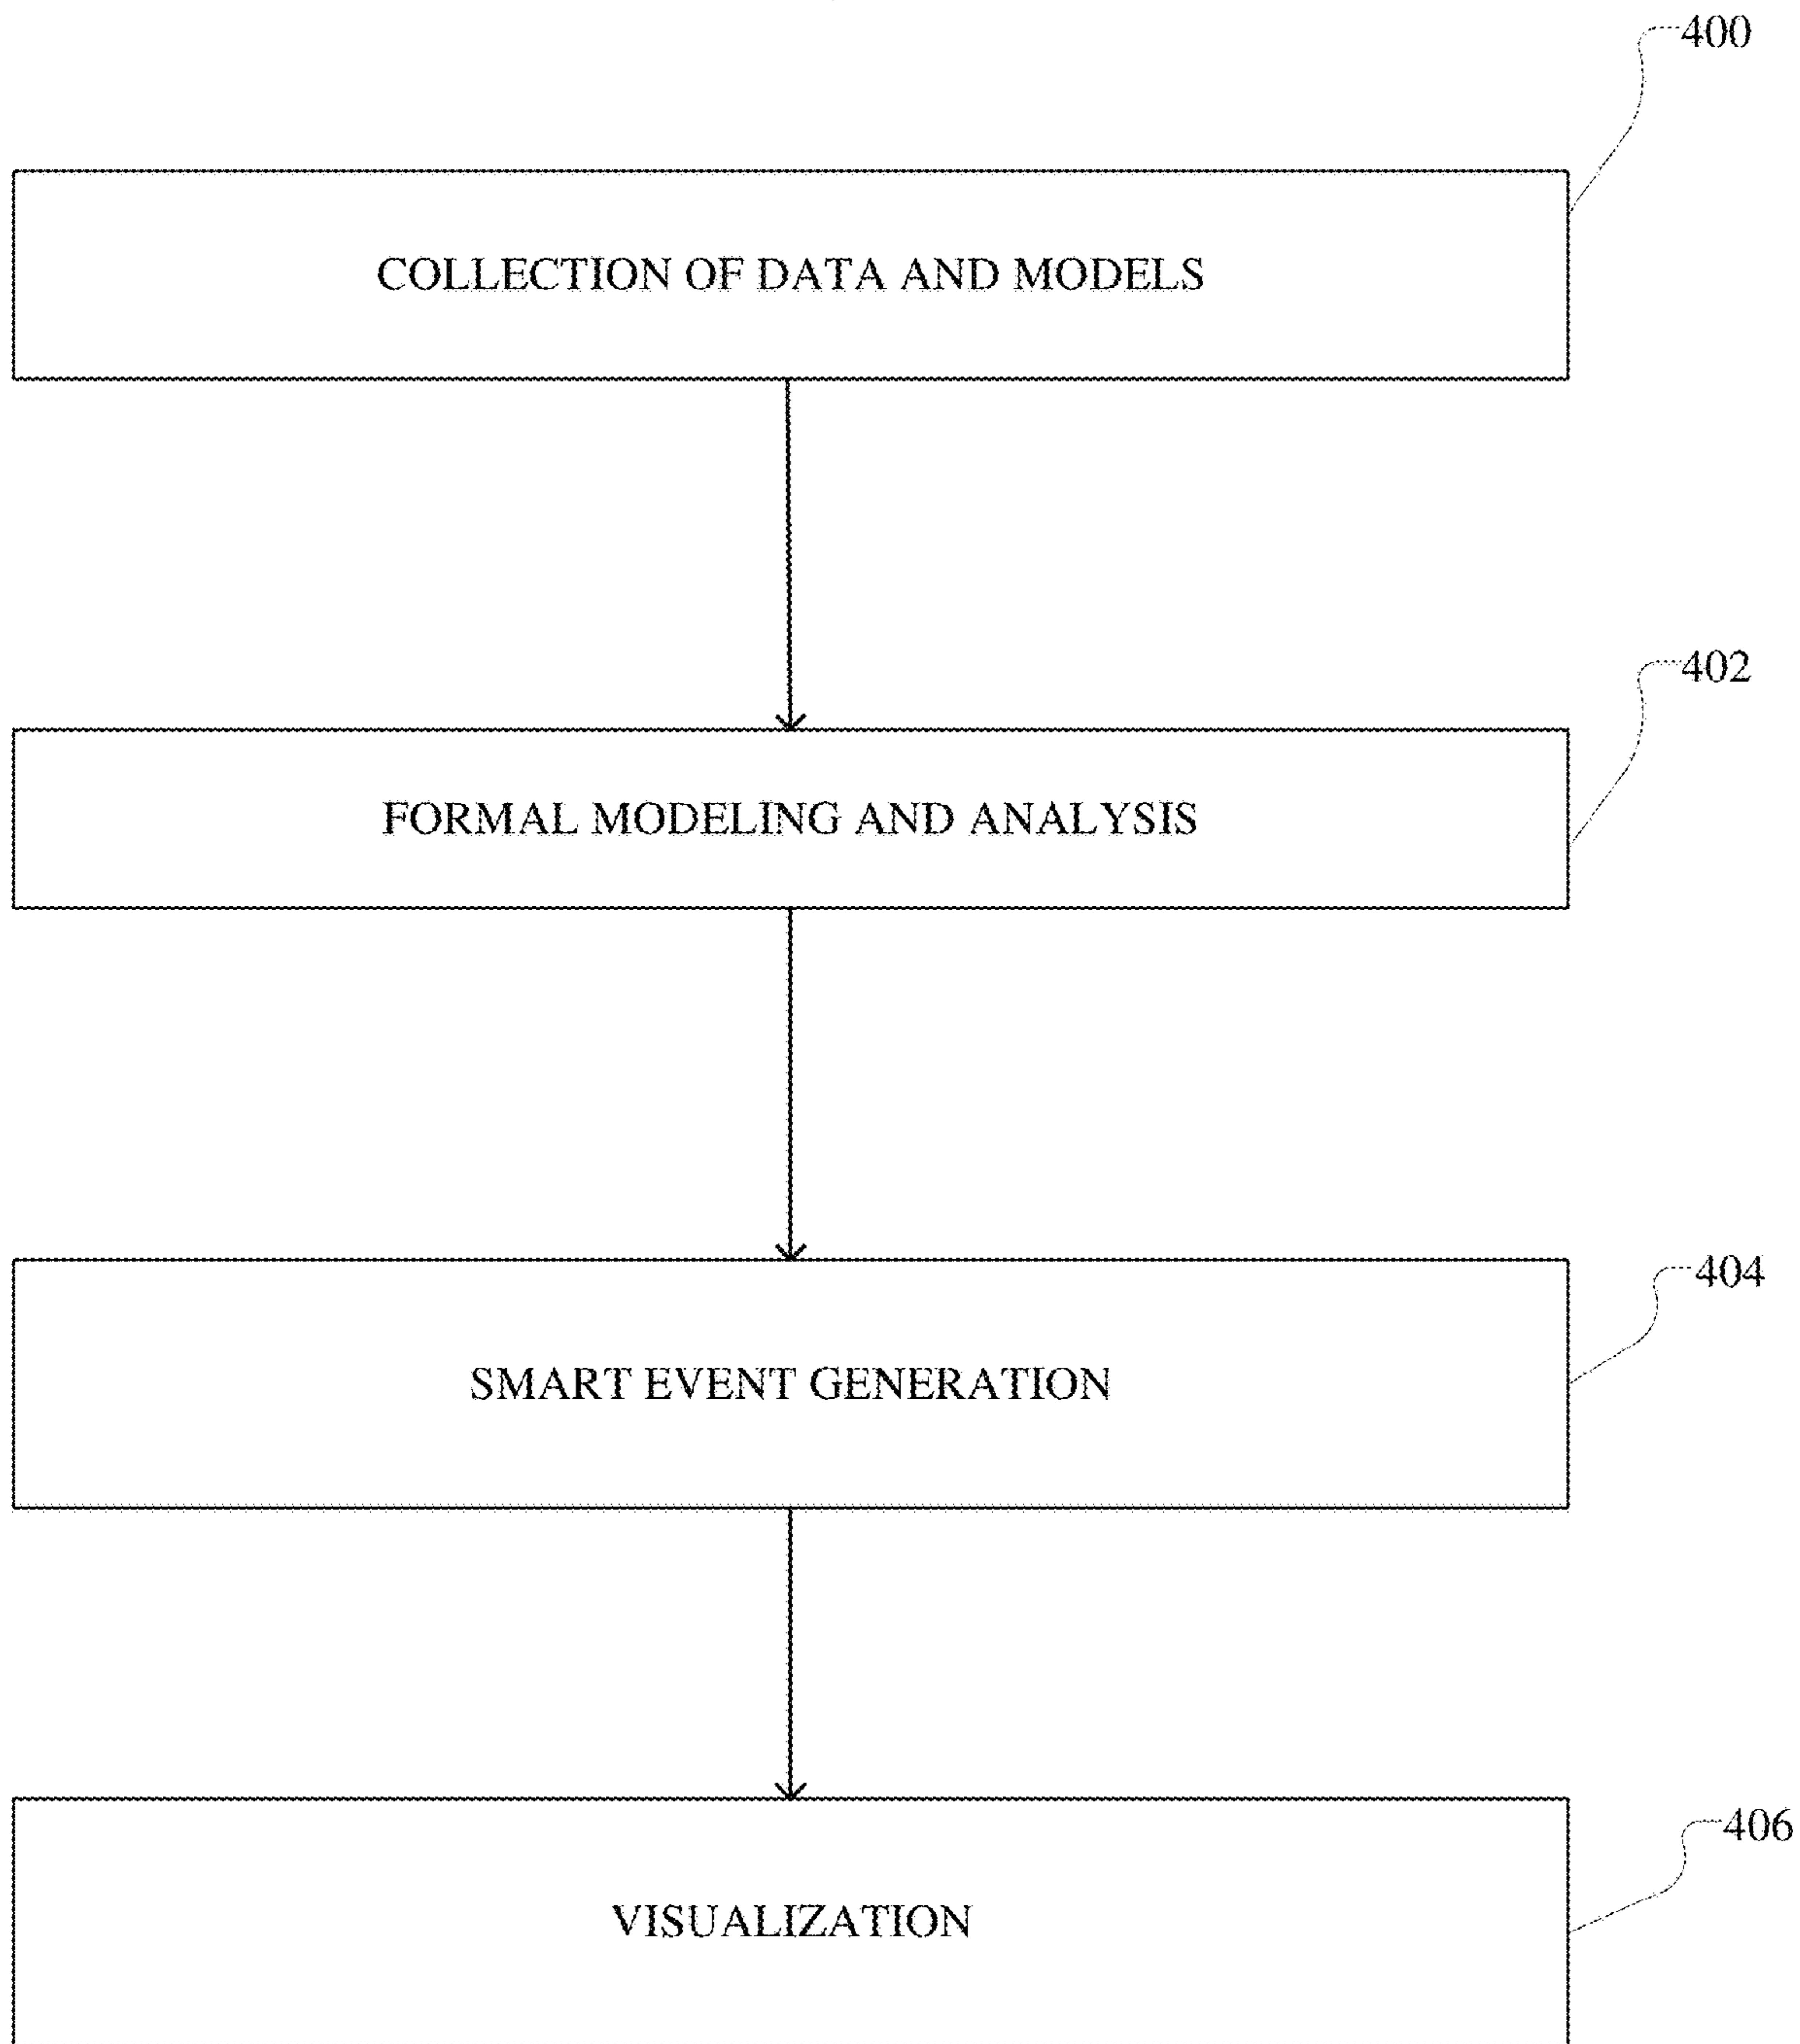 400
COLLECTION OF DATA AND MODELS
402
FORMAL MODELING AND ANALYSIS
404
SMART EVENT GENERATION
406
VISUALIZATION